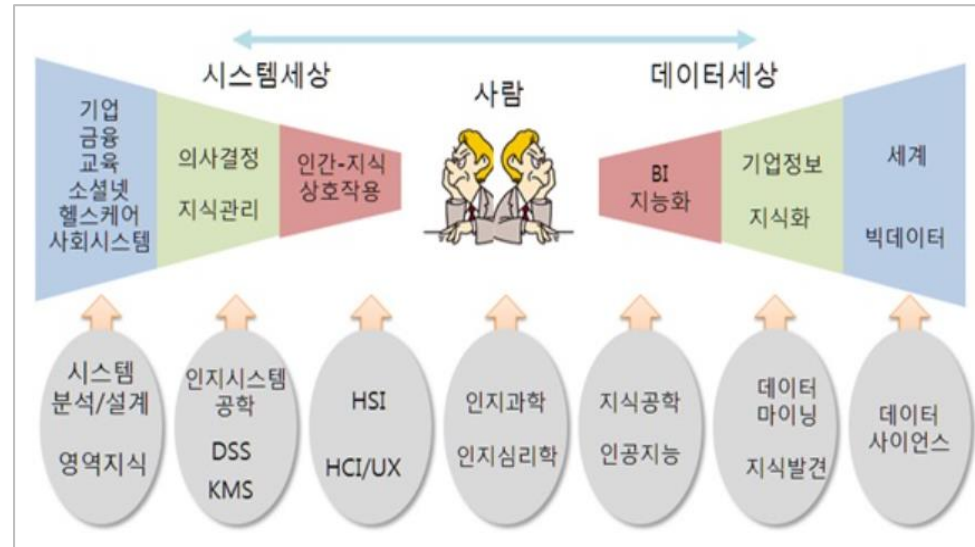 시스템세상
사람
데이터세상
기업
금융
교육
소셜넷
헬스케어
사회시스템
의사결정
지식관리
인간-지식
상호작용
BI
지능화
기업정보
지식화
세계
빅데이터
시스템
분석/설계
영역지식
인지시스템
공학
DSS
KMS
HSI
HCI/UX
인지과학
인지심리학
지식공학
인공지능
데이터
마이닝
지식발견
데이터
사이언스